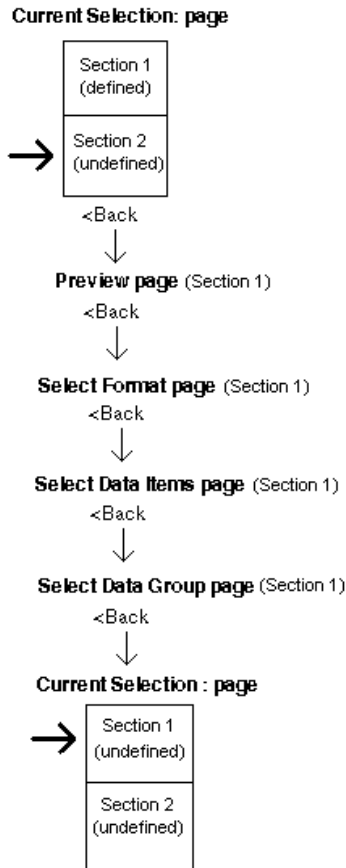 Current Selection: page
Section 1
(defined)
Section 2
(undefined)
<Back
Preview page (Section 1)
<Back
Select Format page (Section 1)
<Back
Select Data Items page (Section 1)
<Back
Select Data Group page (Section 1)
<Back
Current Selection : page
Section 1
(undefined)
Section 2
(undefined)